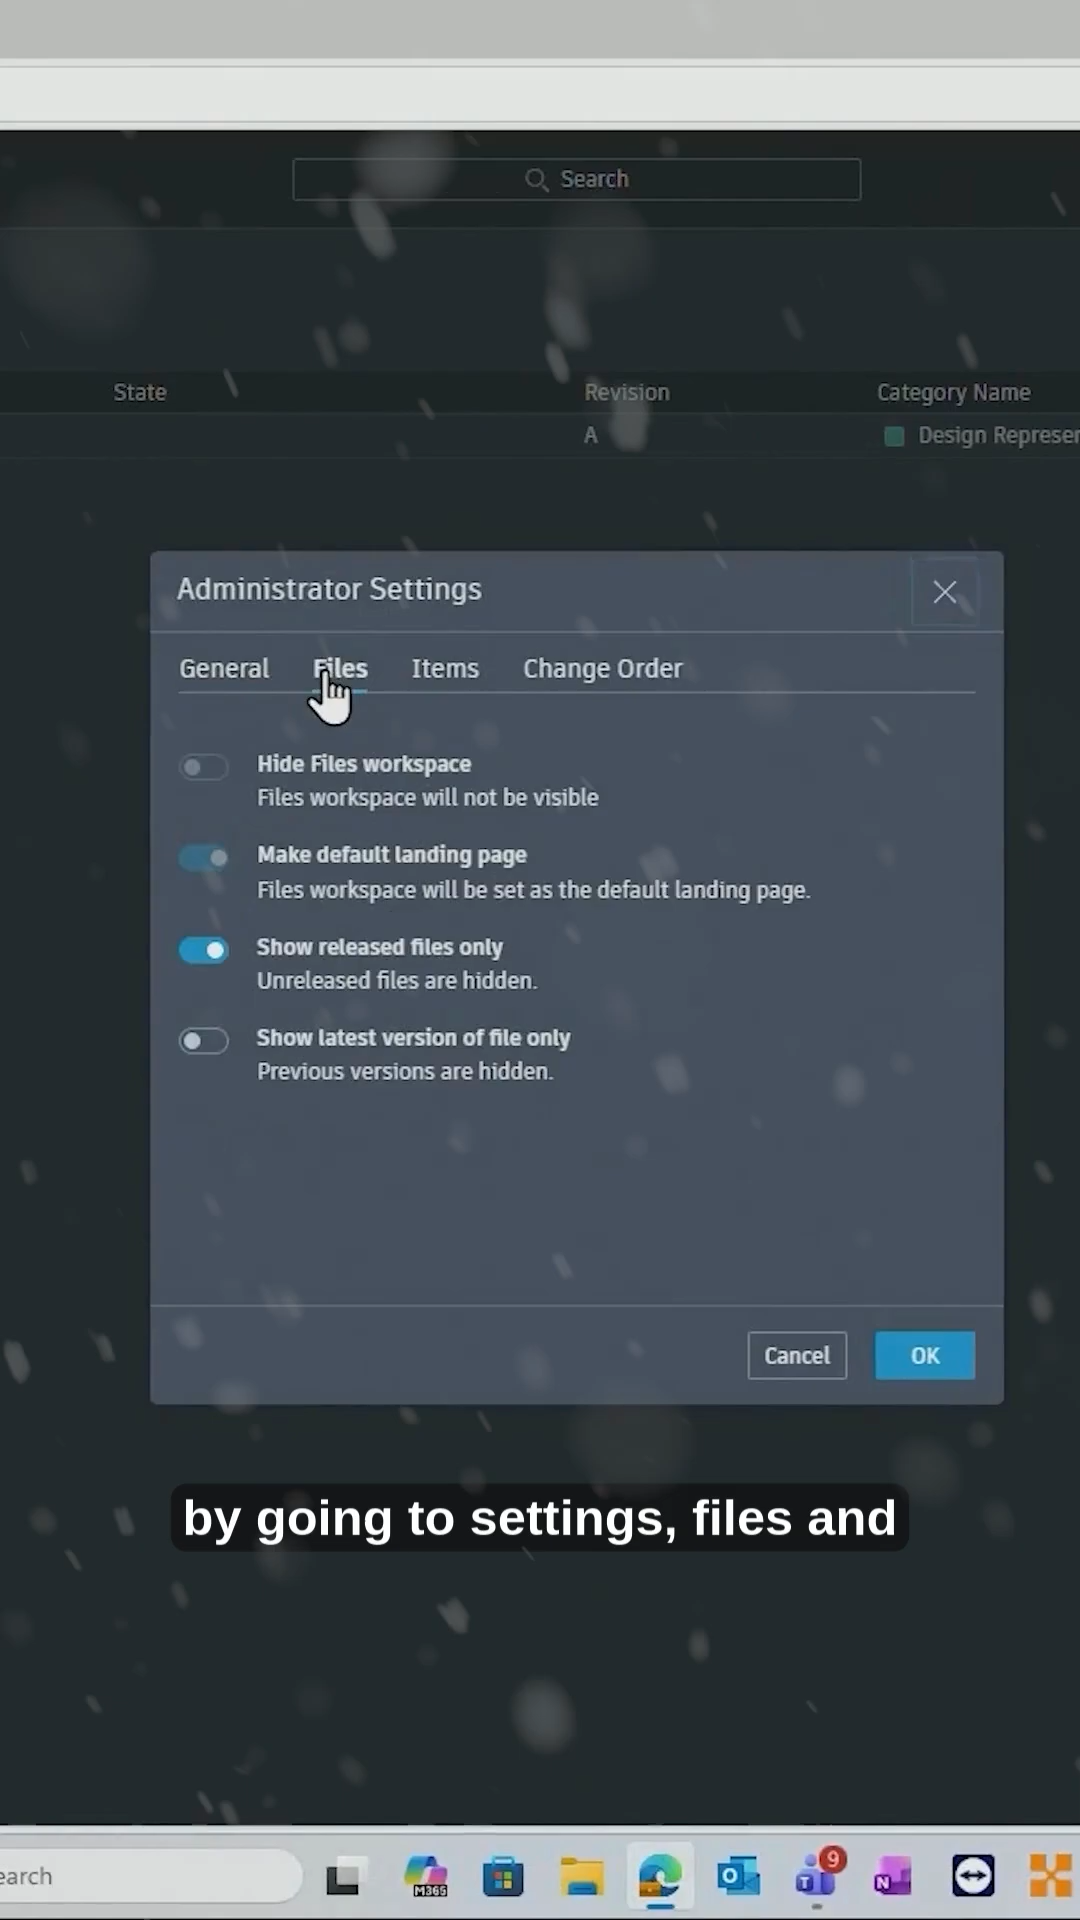 Search
State
Revision
Category Name
A
Design Represen
Administrator Settings
General
Files
Items
Change Order
Hide Files workspace
Files workspace will not be visible
Make default landing page
Files workspace will be set as the default landing page.
Show released files only
Unreleased files are hidden.
Show latest version of file only
Previous versions are hidden.
Cancel
OK
by going to settings, files and
earch
M365
9